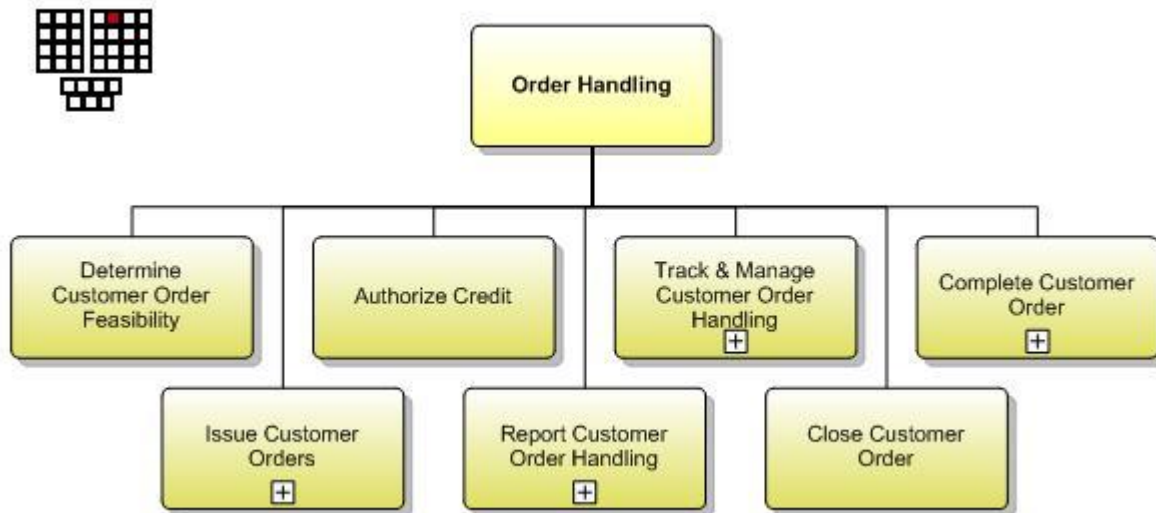 Order Handling
Determine
Customer Order
Feasibility
Authorize Credit
Track & Manage
Customer Order
Handling
Complete Customer
Order
Issue Customer
Orders
Report Customer
Order Handling
Close Customer
Order